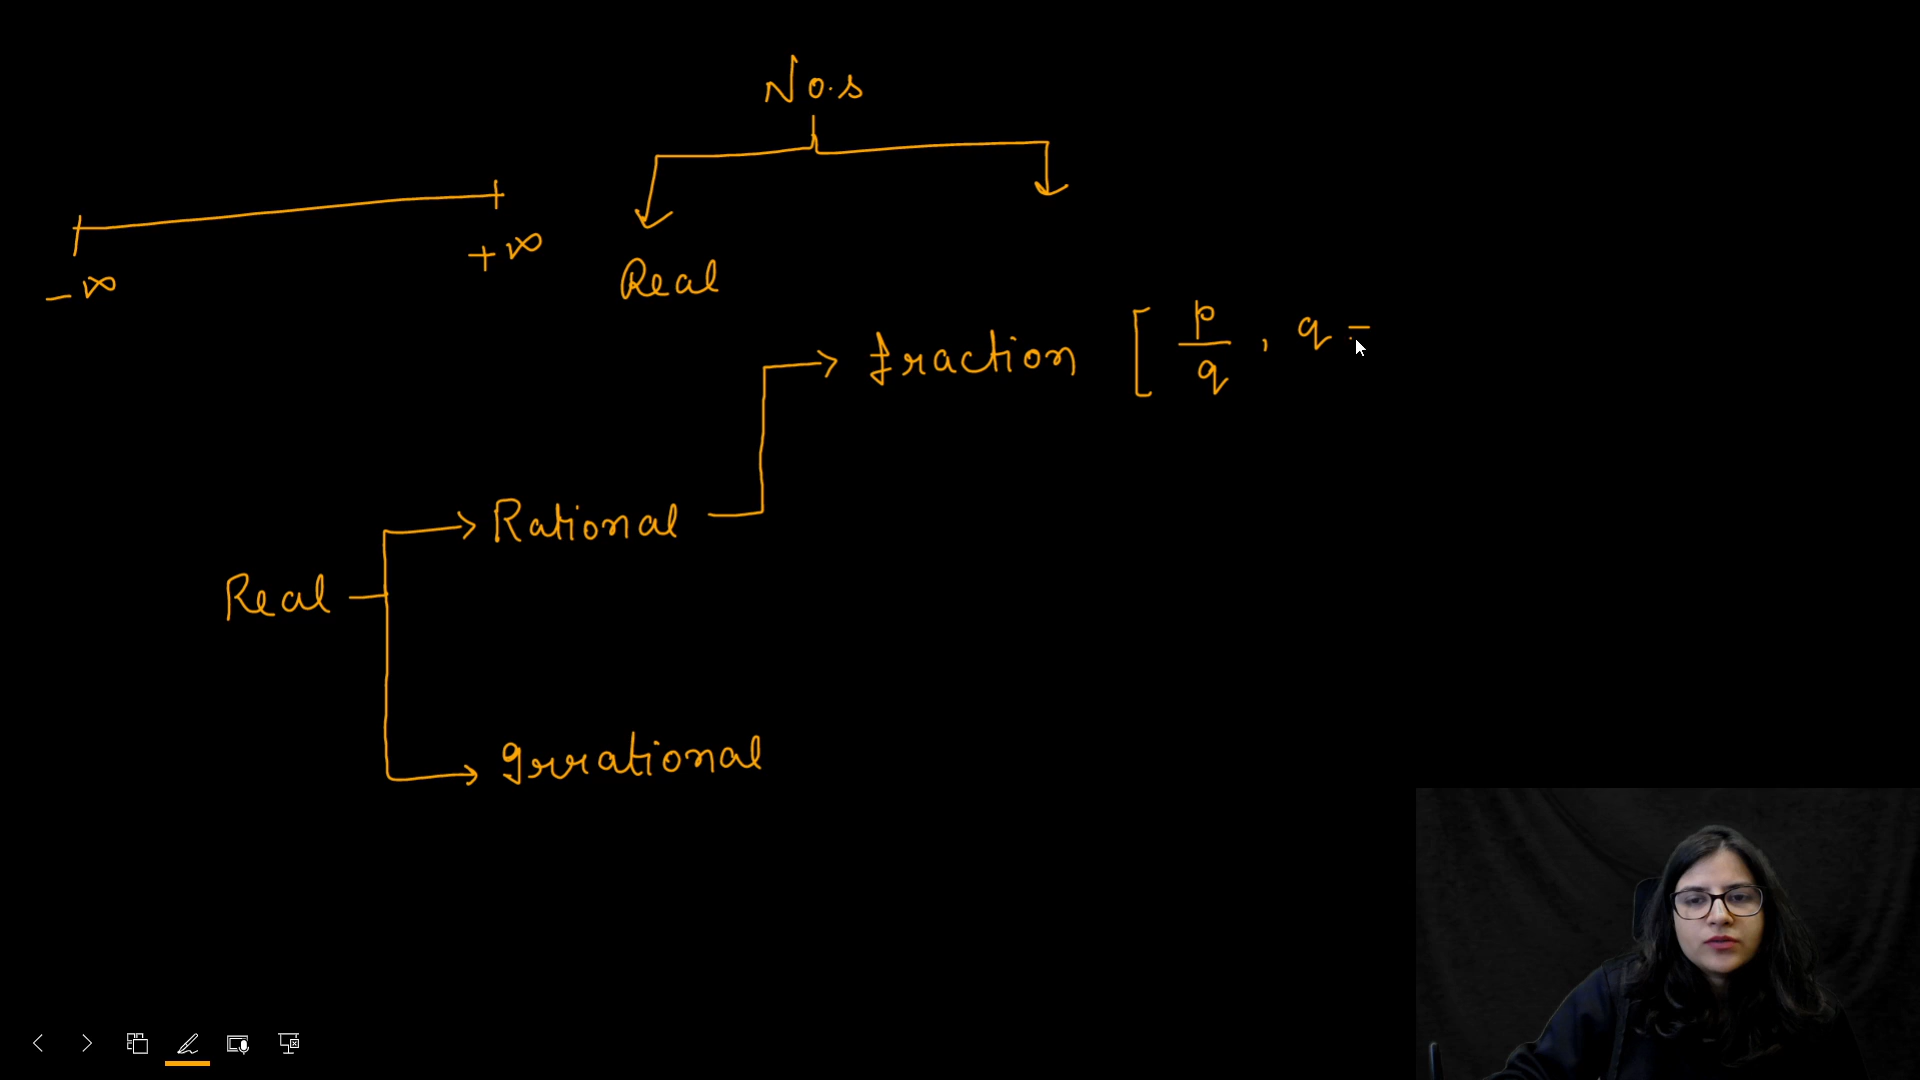 No.s
-∞
+∞
Real
fraction [ p/q , q =
Rational
Real
Irrational